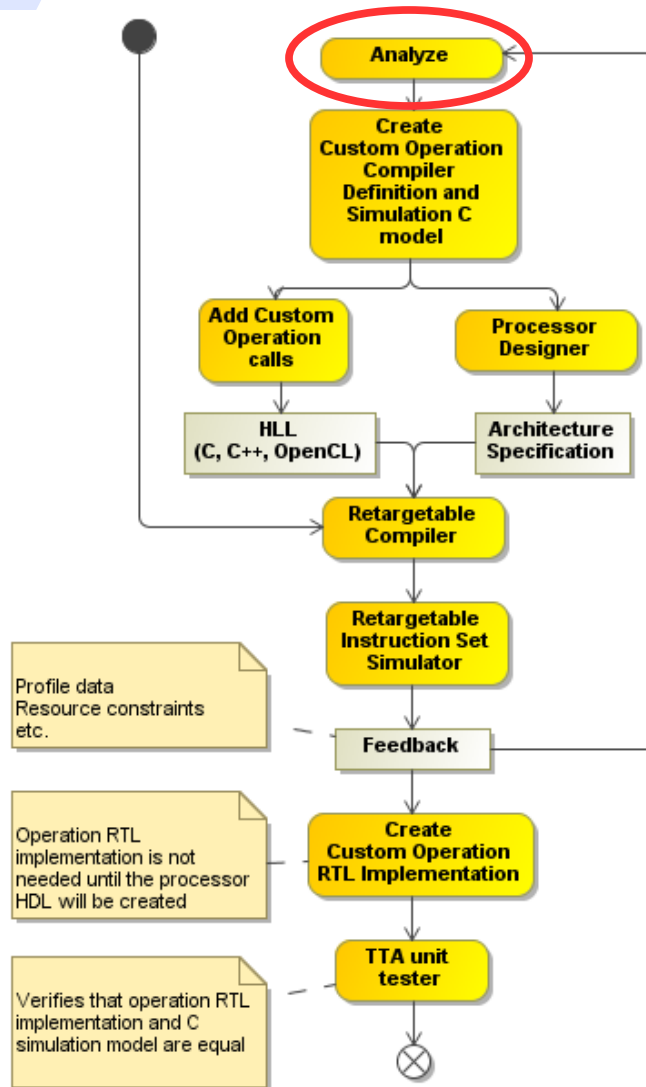 Analyze
Create
Custom Operation
Compiler
Definition and
Simulation C
model
Add Custom
Operation
calls
Processor
Designer
HLL
(C, C++, OpenCL)
Architecture
Specification
Retargetable
Compiler
Retargetable
Instruction Set
Simulator
Profile data
Resource constraints
etc.
Feedback
Operation RTL
implementation is not
needed until the processor
HDL will be created
Create
Custom Operation
RTL Implementation
TTA unit
tester
Verifies that operation RTL
implementation and C
simulation model are equal